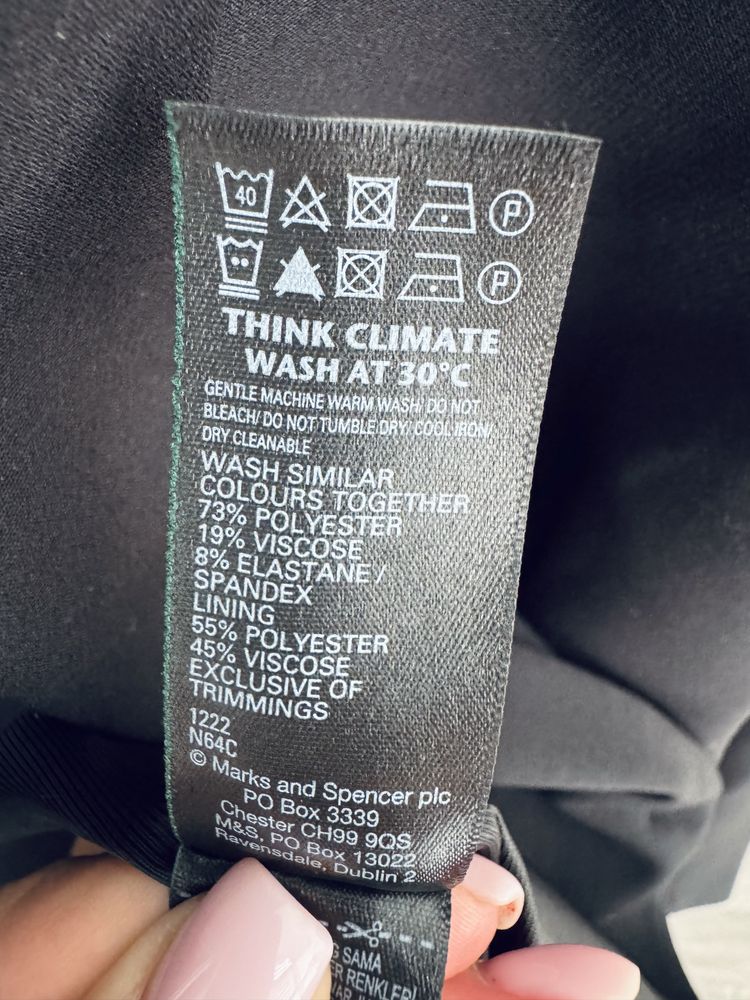 40 P
P
THINK CLIMATE
WASH AT 30°C
GENTLE MACHINE WARM WASH/ DO NOT
BLEACH/ DO NOT TUMBLE DRY/ COOL IRON/
DRY CLEANABLE
WASH SIMILAR
COLOURS TOGETHER
73% POLYESTER
19% VISCOSE
8% ELASTANE /
SPANDEX
LINING
55% POLYESTER
45% VISCOSE
EXCLUSIVE OF
TRIMMINGS
1222
N64C
© Marks and Spencer plc
PO Box 3339
Chester CH99 9QS
M&S, PO Box 13022
Ravensdale, Dublin 2
SAMA
RENKLER